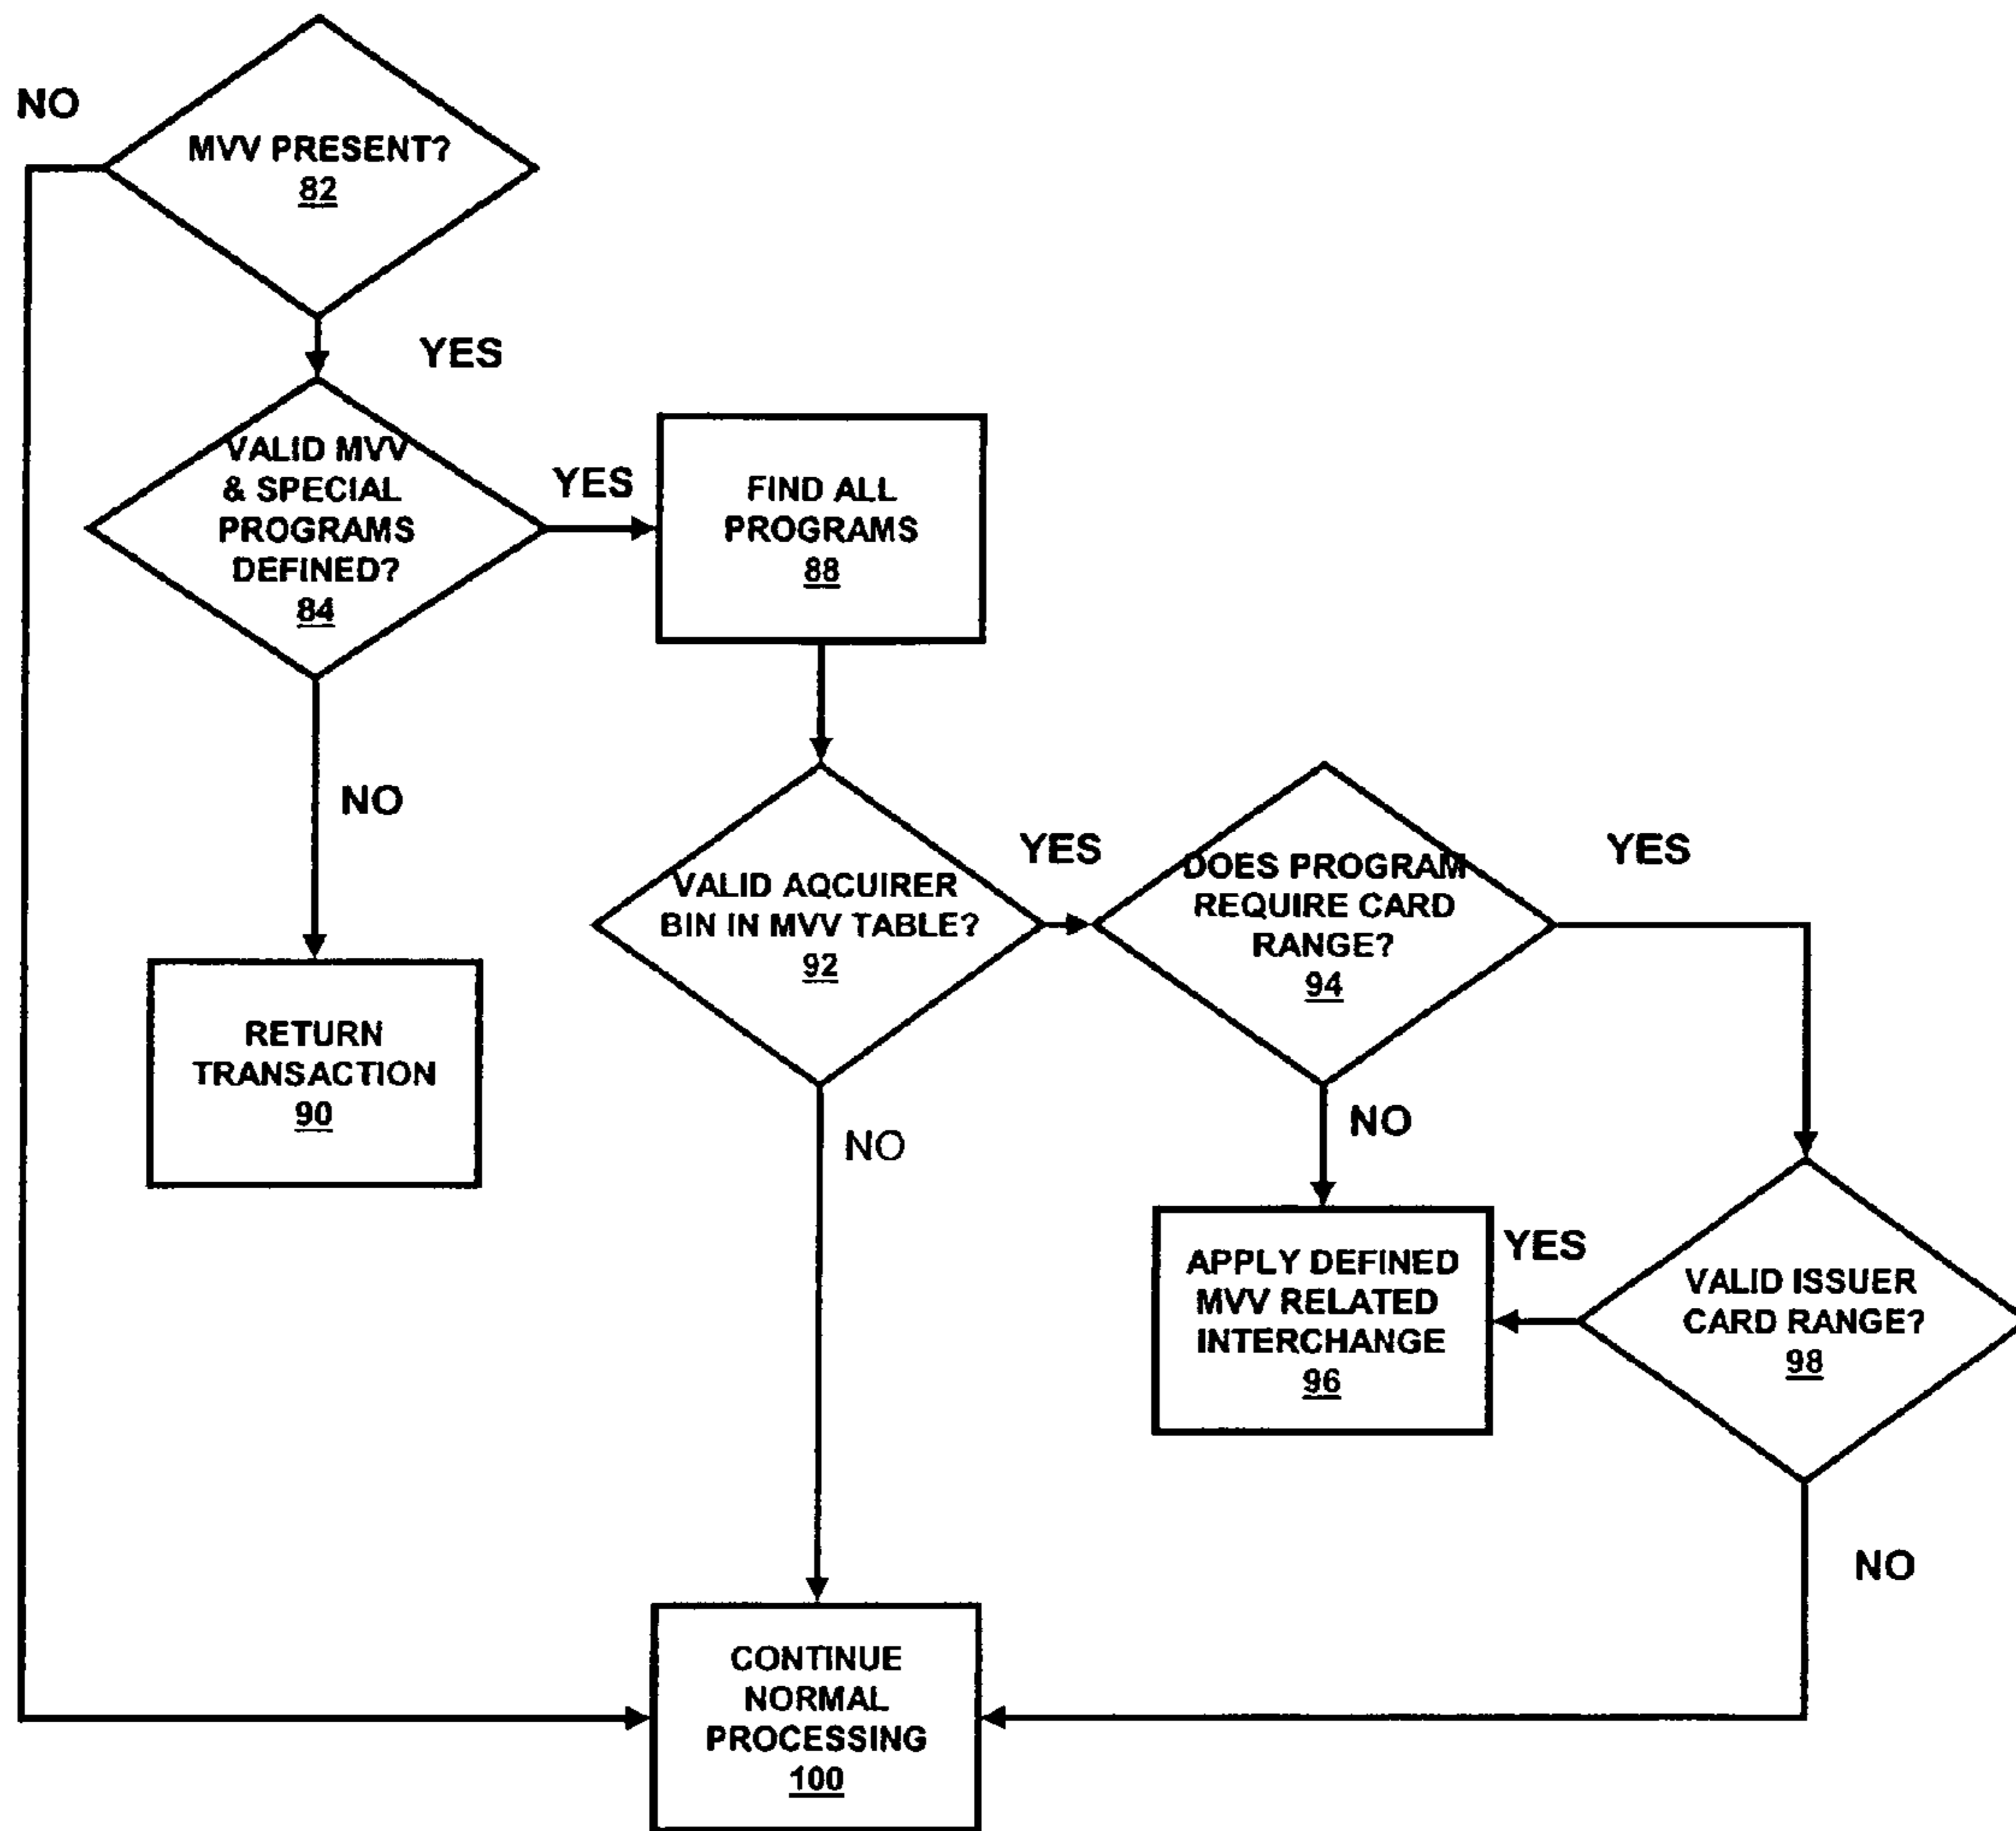 NO
MVV PRESENT?
82
YES
VALID MVV
& SPECIAL
PROGRAMS
DEFINED?
84
YES
FIND ALL
PROGRAMS
88
NO
RETURN
TRANSACTION
90
VALID AQCUIRER
BIN IN MVV TABLE?
92
YES
DOES PROGRAM
REQUIRE CARD
RANGE?
94
YES
NO
NO
APPLY DEFINED
MVV RELATED
INTERCHANGE
96
YES
VALID ISSUER
CARD RANGE?
98
NO
CONTINUE
NORMAL
PROCESSING
100